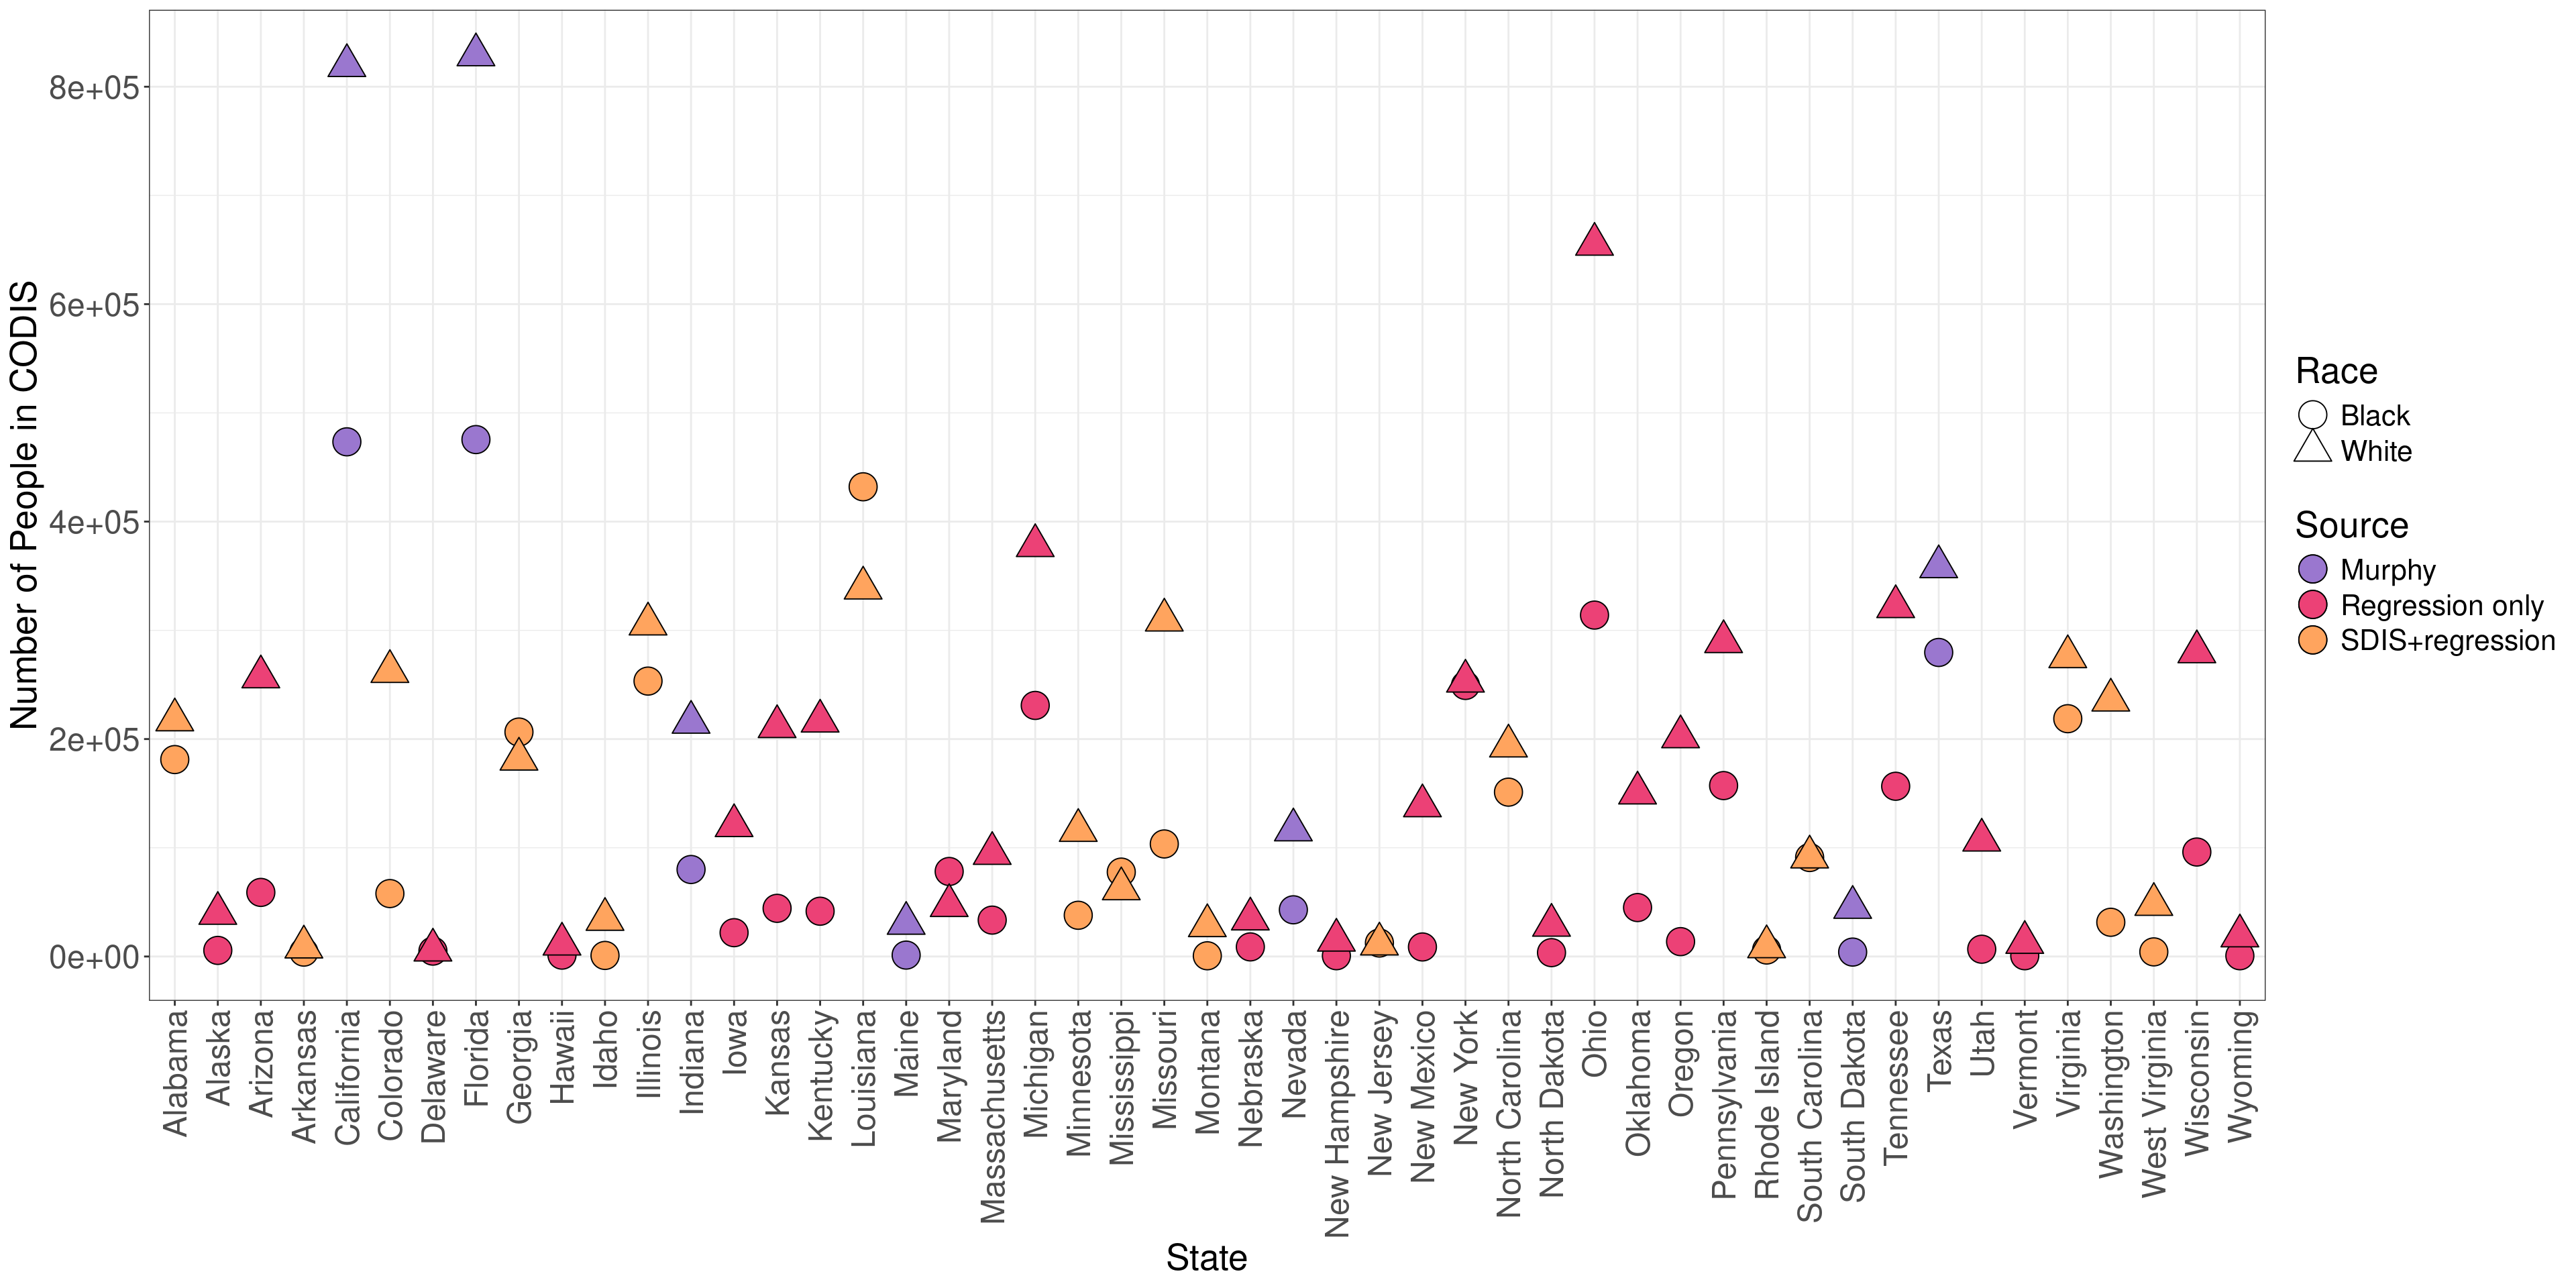 8e+05
6e+05
4e+05
2e+05
0e+00
Number of People in CODIS
Alabama
Alaska
Arizona
Arkansas
California
Colorado
Delaware
Florida
Georgia
Hawaii
Idaho
Illinois
Indiana
Iowa
Kansas
Kentucky
Louisiana
Maine
Maryland
Massachusetts
Michigan
Minnesota
Mississippi
Missouri
Montana
Nebraska
Nevada
New Hampshire
New Jersey
New Mexico
New York
North Carolina
North Dakota
Ohio
Oklahoma
Oregon
Pennsylvania
Rhode Island
South Carolina
South Dakota
Tennessee
Texas
Utah
Vermont
Virginia
Washington
West Virginia
Wisconsin
Wyoming
State
Race
Black
White
Source
Murphy
Regression only
SDIS+regression